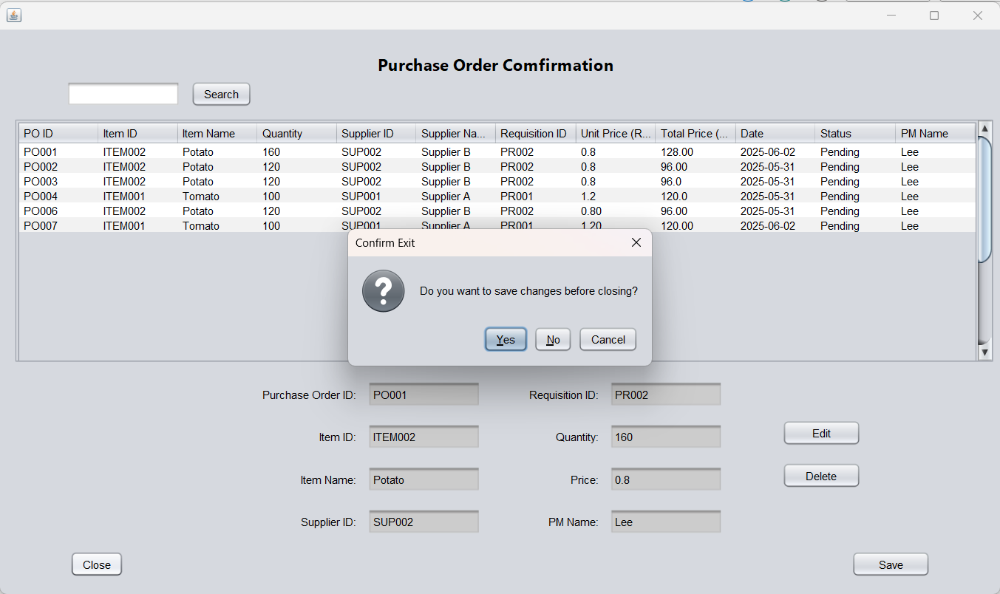 Purchase Order Comfirmation
Search
PO ID Item ID Item Name Quantity Supplier ID Supplier Na... Requisition ID Unit Price (R... Total Price (... Date Status PM Name
PO001 ITEM002 Potato 160 SUP002 Supplier B PR002 0.8 128.00 2025-06-02 Pending Lee
PO002 ITEM002 Potato 120 SUP002 Supplier B PR002 0.8 96.00 2025-05-31 Pending Lee
PO003 ITEM002 Potato 120 SUP002 Supplier B PR002 0.8 96.0 2025-05-31 Pending Lee
PO004 ITEM001 Tomato 100 SUP001 Supplier A PR001 1.2 120.0 2025-05-31 Pending Lee
PO006 ITEM002 Potato 120 SUP002 Supplier B PR002 0.80 96.00 2025-05-31 Pending Lee
PO007 ITEM001 Tomato 100 SUP001 Supplier A PR001 1.20 120.00 2025-06-02 Pending Lee
Confirm Exit
Do you want to save changes before closing?
Yes No Cancel
Purchase Order ID: PO001 Requisition ID: PR002
Item ID: ITEM002 Quantity: 160 Edit
Item Name: Potato Price: 0.8 Delete
Supplier ID: SUP002 PM Name: Lee
Close Save